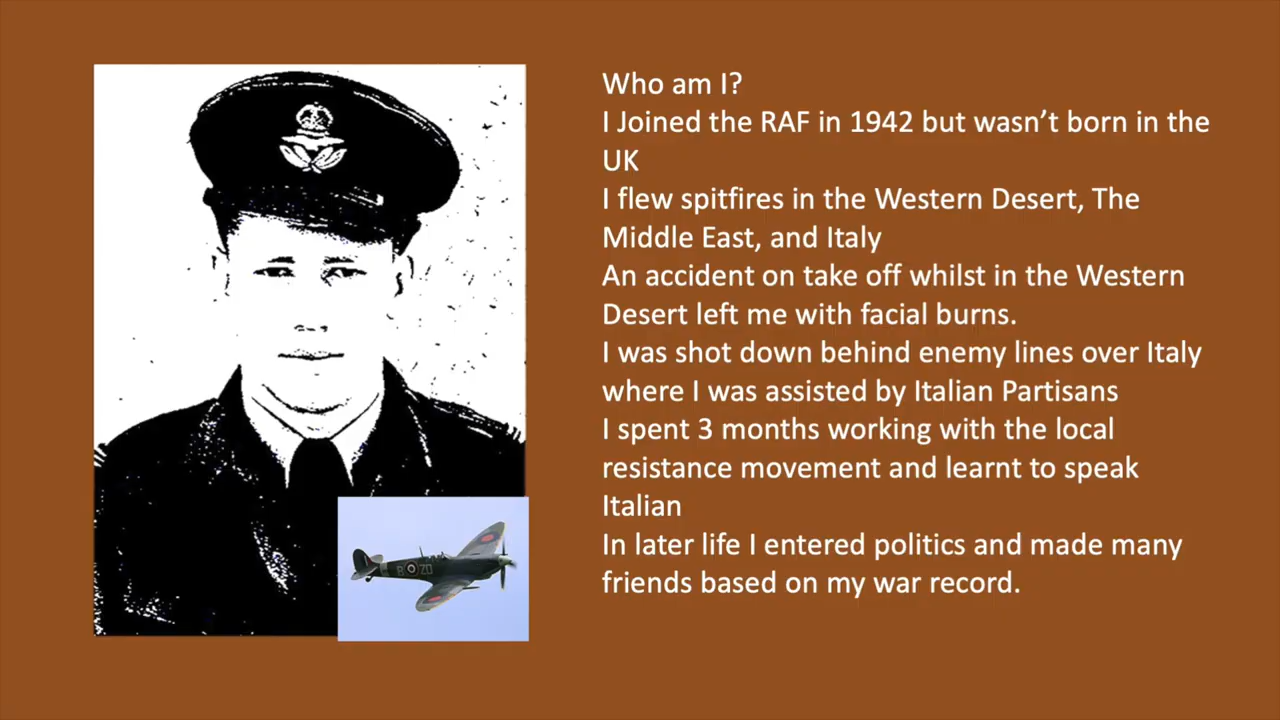 Who am I?
I Joined the RAF in 1942 but wasn’t born in the
UK
I flew spitfires in the Western Desert, The
Middle East, and Italy
An accident on take off whilst in the Western
Desert left me with facial burns.
I was shot down behind enemy lines over Italy
where I was assisted by Italian Partisans
I spent 3 months working with the local
resistance movement and learnt to speak
Italian
In later life I entered politics and made many
friends based on my war record.